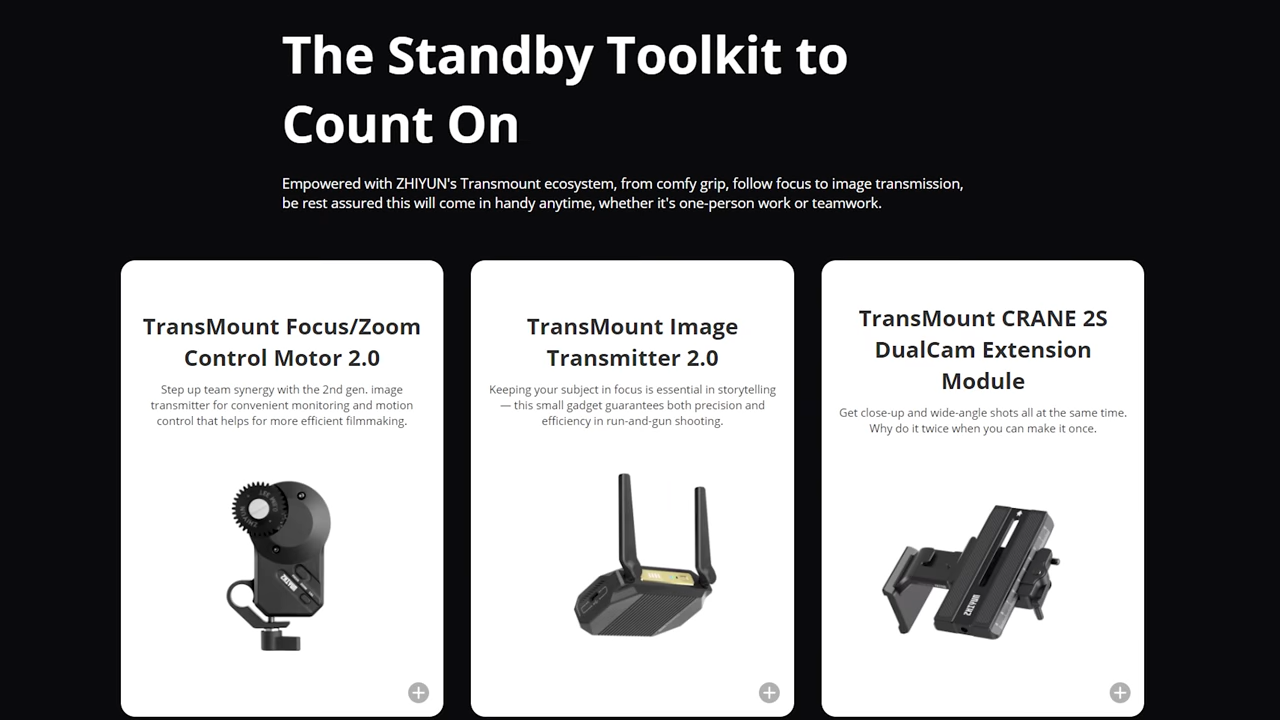 The Standby Toolkit to
Count On
Empowered with ZHIYUN's Transmount ecosystem, from comfy grip, follow focus to image transmission,
be rest assured this will come in handy anytime, whether it's one-person work or teamwork.
TransMount Focus/Zoom
Control Motor 2.0
Step up team synergy with the 2nd gen. image
transmitter for convenient monitoring and motion
control that helps for more efficient filmmaking.
TransMount Image
Transmitter 2.0
Keeping your subject in focus is essential in storytelling
— this small gadget guarantees both precision and
efficiency in run-and-gun shooting.
TransMount CRANE 2S
DualCam Extension
Module
Get close-up and wide-angle shots all at the same time.
Why do it twice when you can make it once.
ZHIYUN
ZHIYUN